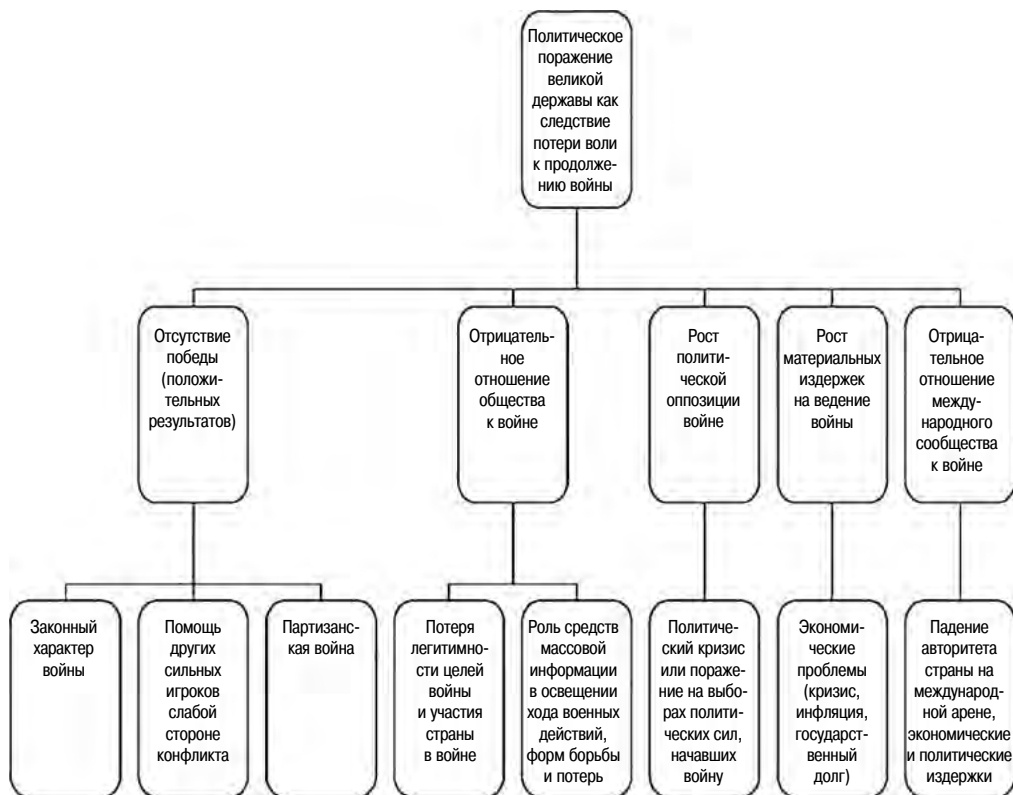 Политическое
поражение
великой
державы как
следствие
потери воли
к продолже-
нию войны
Отсутствие
победы
(положи-
тельных
результатов)
Отрицатель-
ное
отношение
общества
к войне
Рост
полити-
ческой
оппозиции
войне
Рост
материальных
издержек
на ведение
войны
Отрица-
тельное
отношение
между-
народного
сообщества
к войне
Законный
характер
войны
Помощь
других
сильных
игроков
слабой
стороне
конфликта
Партизанс-
кая война
Потеря
легитимно-
сти целей
войны
и участия
страны
в войне
Роль средств
массовой
информации
в освещении
хода военных
действий,
форм борьбы
и потерь
Политиче-
ский кризис
или пораже-
ние на выбо-
рах полити-
ческих сил,
начавших
войну
Экономи-
ческие
проблемы
(кризис,
инфляция,
государст-
венный
долг)
Падение
авторитета
страны на
международ-
ной арене,
экономические
и политические
издержки